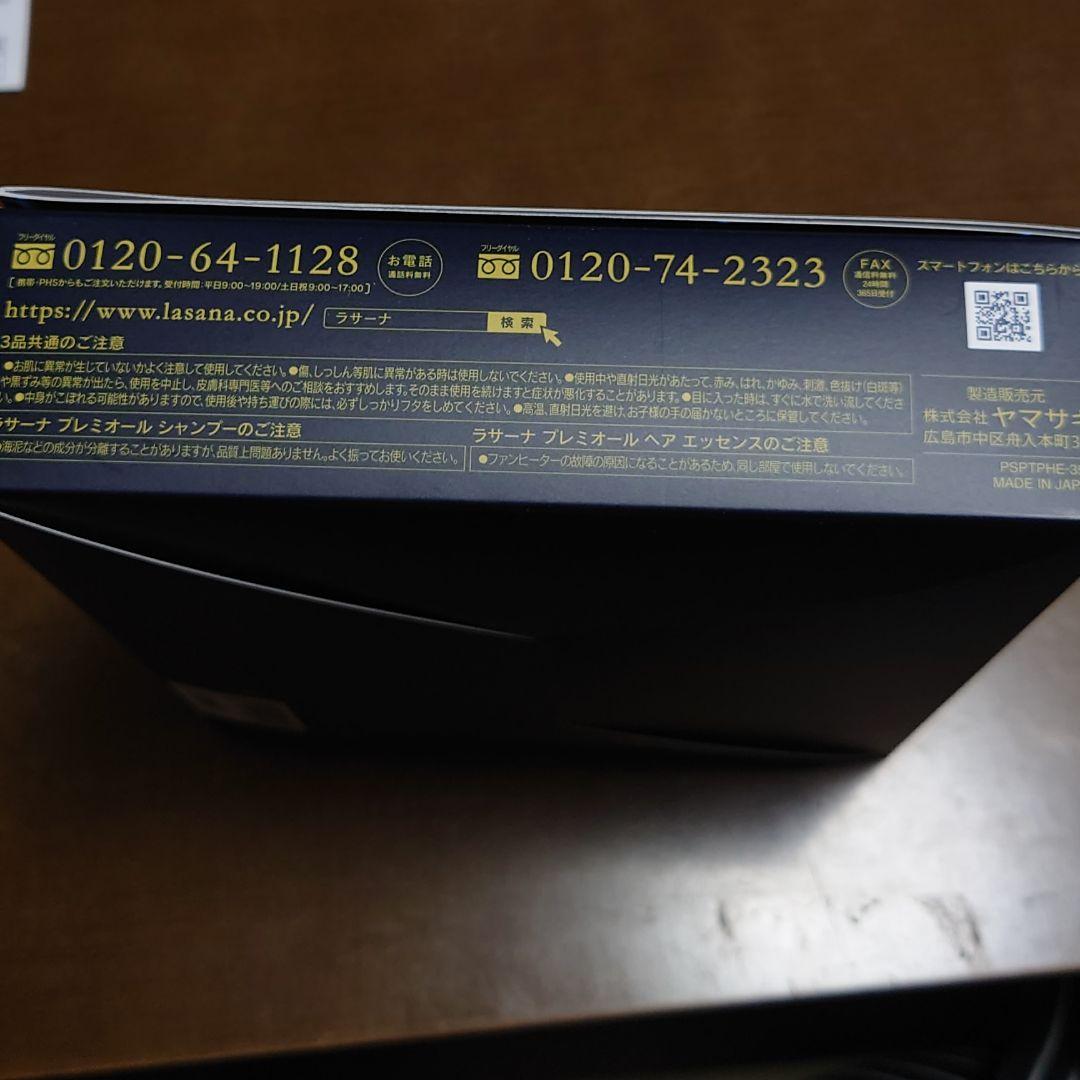 フリーダイヤル
0120-64-1128
お電話
通話料無料
フリーダイヤル
0120-74-2323
FAX
通信料無料
24時間
365日受付
スマートフォンはこちらから
[携帯・PHSからもご注文いただけます。受付時間:平日9:00~19:00/土日祝9:00~17:00]
https://www.lasana.co.jp/
ラサーナ 検索
3品共通のご注意
●お肌に異常が生じていないかよく注意して使用してください。●傷、しっしん等肌に異常がある時は使用しないでください。●使用中や直射日光があたって、赤み、はれ、かゆみ、刺激、色抜け(白斑等)
や黒ずみ等の異常が出たら、使用を中止し、皮膚科専門医等へのご相談をおすすめします。そのまま使用を続けますと症状が悪化することがあります。●目に入った時は、すぐに水で洗い流してくださ
い。●中身がこぼれる可能性がありますので、使用後や持ち運びの際には、必ずしっかりフタをしめてください。●高温、直射日光を避け、お子様の手の届かないところに保管してください。
ラサーナ プレミオール シャンプーのご注意
海泥などの成分が分離することがありますが、品質上問題ありません。よく振ってお使いください。
ラサーナ プレミオール ヘア エッセンスのご注意
●ファンヒーターの故障の原因になることがあるため、同じ部屋で使用しないでください。
製造販売元
株式会社 ヤマサキ
広島市中区舟入本町3
PSPTPHE-3
MADE IN JAP